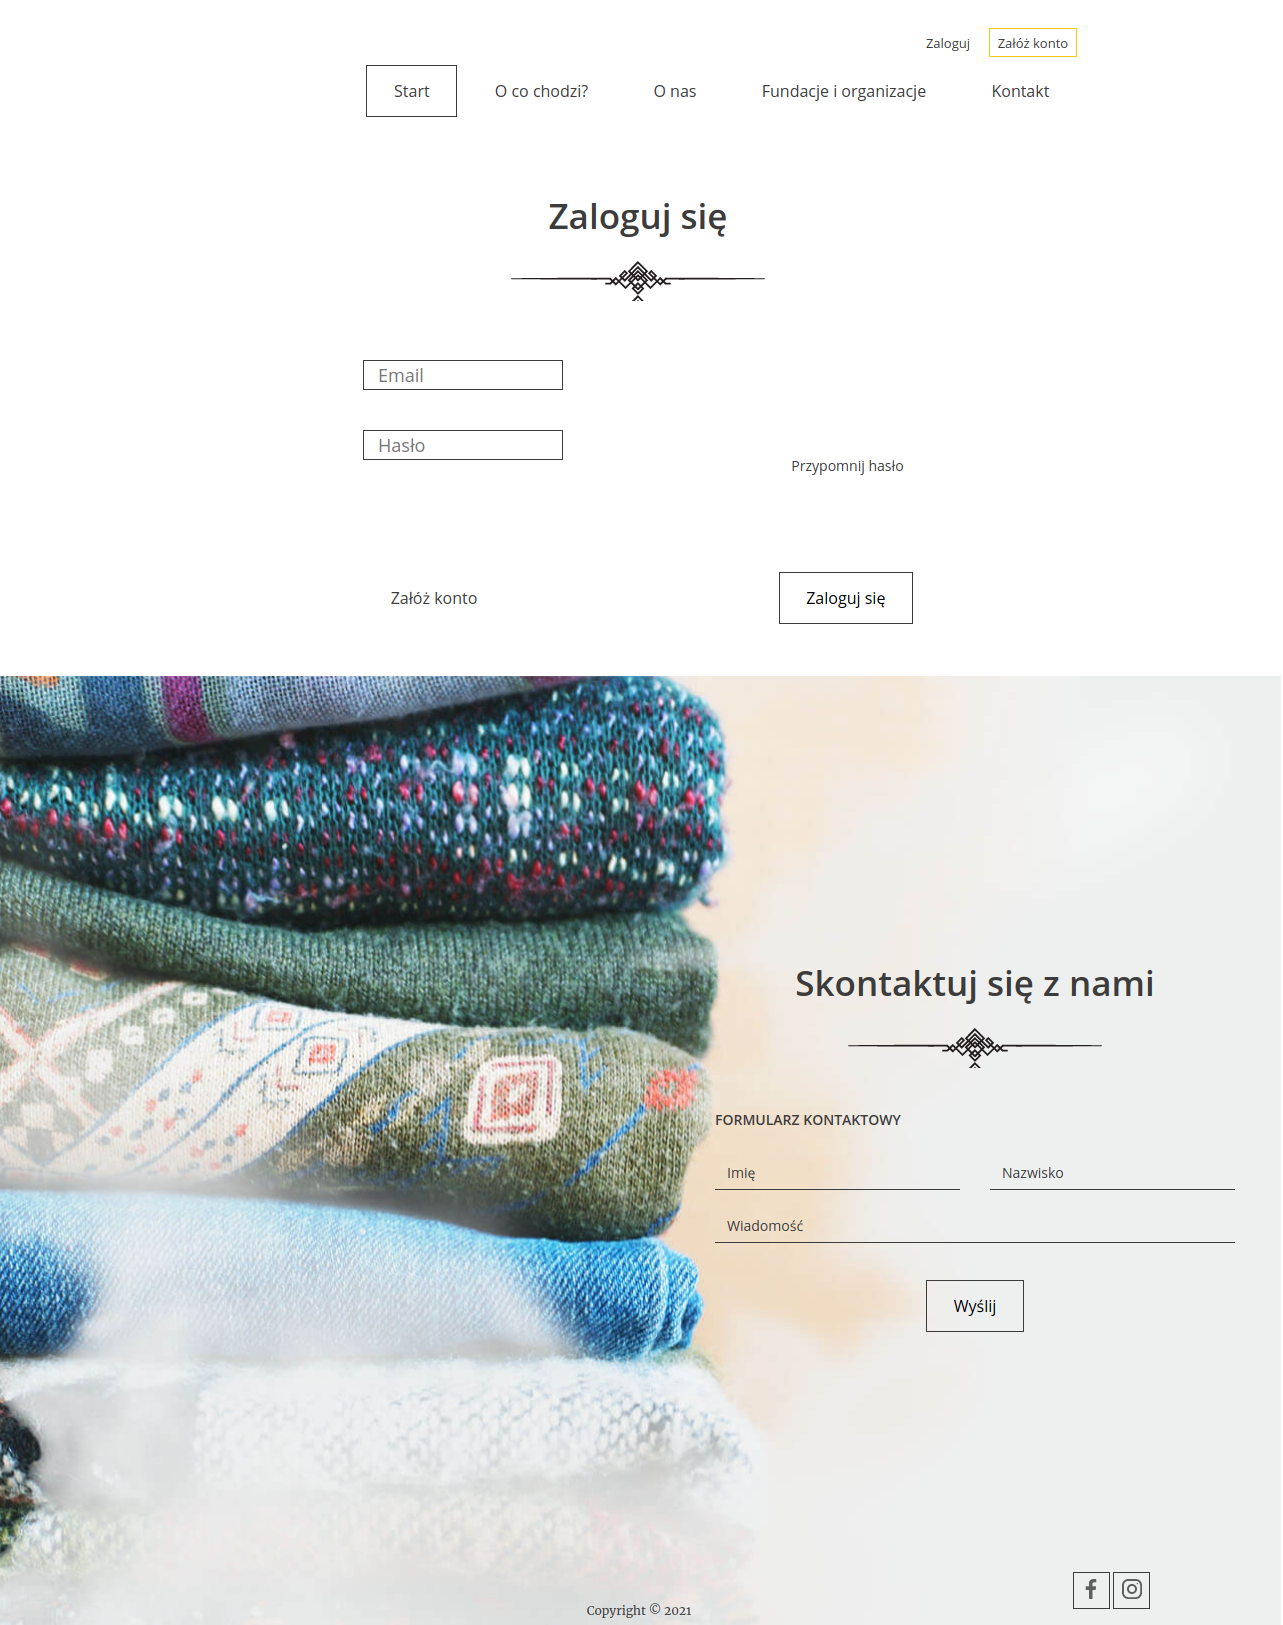 Zaloguj
Załóż konto
Start
O co chodzi?
O nas
Fundacje i organizacje
Kontakt
Zaloguj się
Email
Hasło
Przypomnij hasło
Załóż konto
Zaloguj się
Skontaktuj się z nami
FORMULARZ KONTAKTOWY
Imię
Nazwisko
Wiadomość
Wyślij
Copyright © 2021